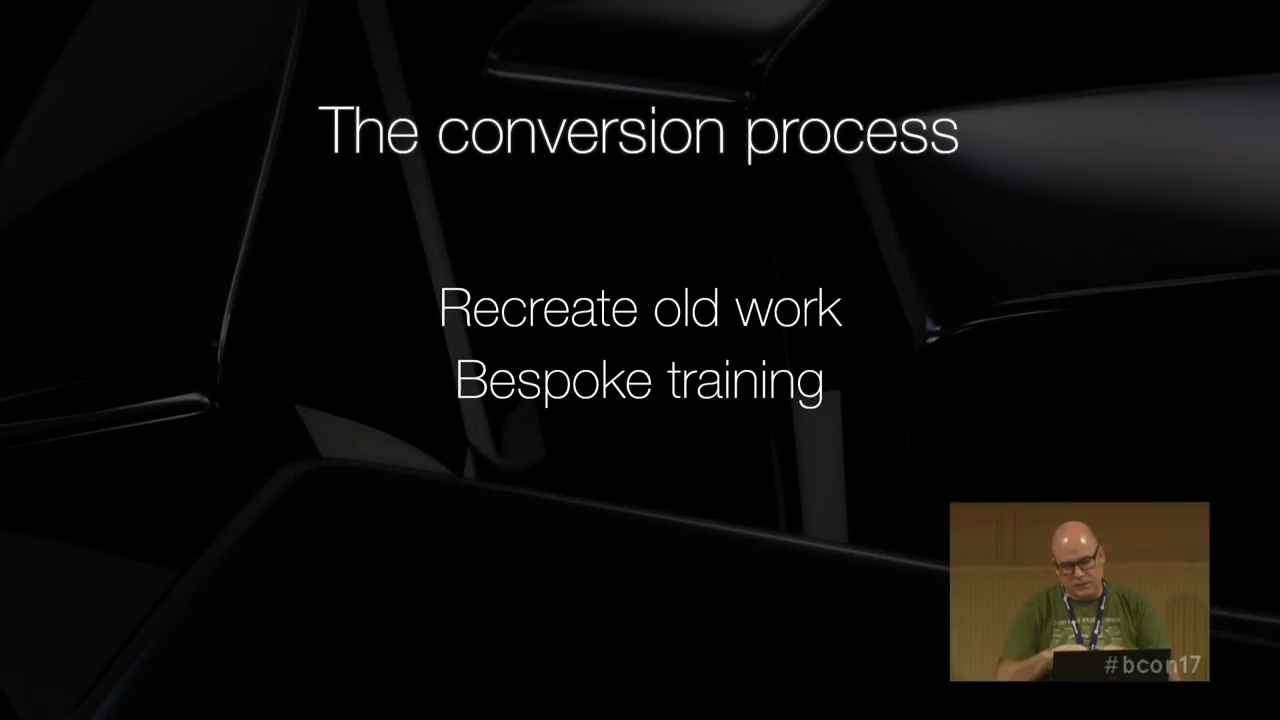 The conversion process
Recreate old work
Bespoke training
#bcon17